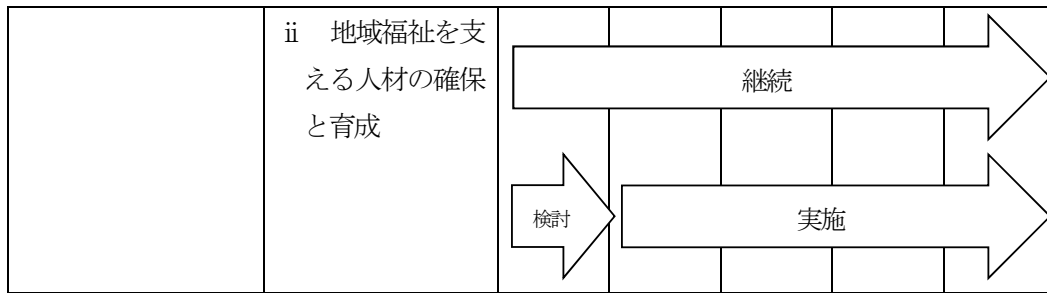 ⅱ　地域福祉を支
える人材の確保
と育成
継続
検討
実施